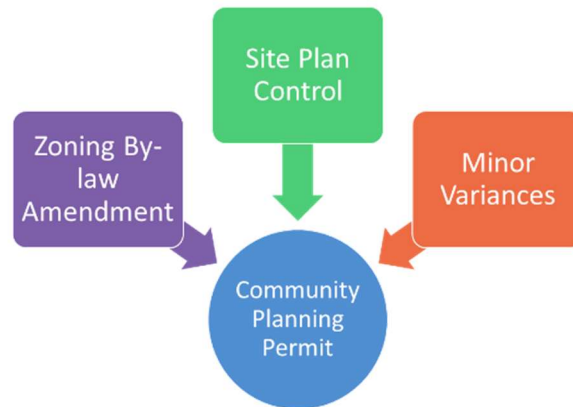 Site Plan
Control
Zoning By-
law
Amendment
Minor
Variances
Community
Planning
Permit